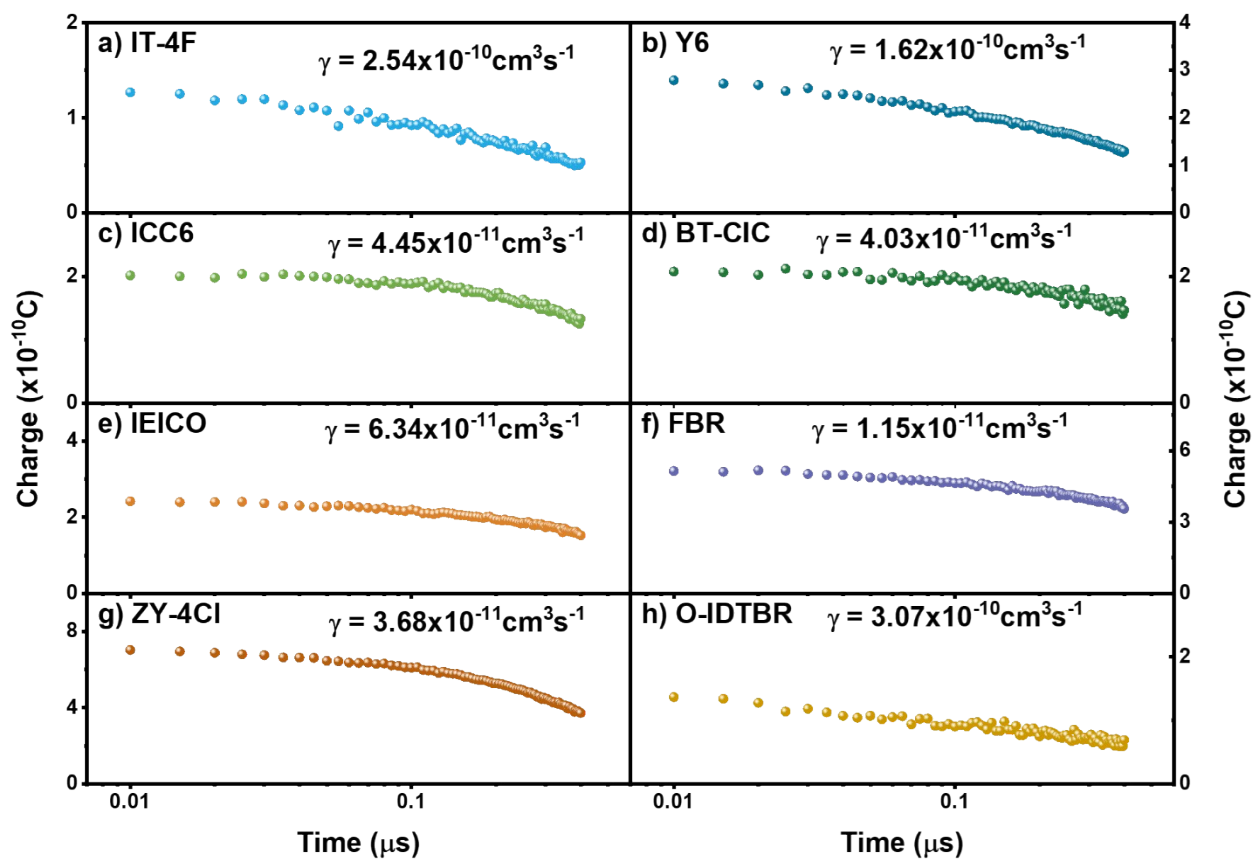 a) IT-4F
γ = 2.54x10⁻¹⁰cm³s⁻¹
2
1
0
b) Y6
γ = 1.62x10⁻¹⁰cm³s⁻¹
4
3
2
1
0
c) ICC6
γ = 4.45x10⁻¹¹cm³s⁻¹
2
0
d) BT-CIC
γ = 4.03x10⁻¹¹cm³s⁻¹
2
0
e) IEICO
γ = 6.34x10⁻¹¹cm³s⁻¹
4
2
0
f) FBR
γ = 1.15x10⁻¹¹cm³s⁻¹
6
3
0
g) ZY-4Cl
γ = 3.68x10⁻¹¹cm³s⁻¹
8
4
0
h) O-IDTBR
γ = 3.07x10⁻¹⁰cm³s⁻¹
2
0
Charge (x10⁻¹⁰C)
Charge (x10⁻¹⁰C)
0.01 0.1
0.01 0.1
Time (μs)
Time (μs)